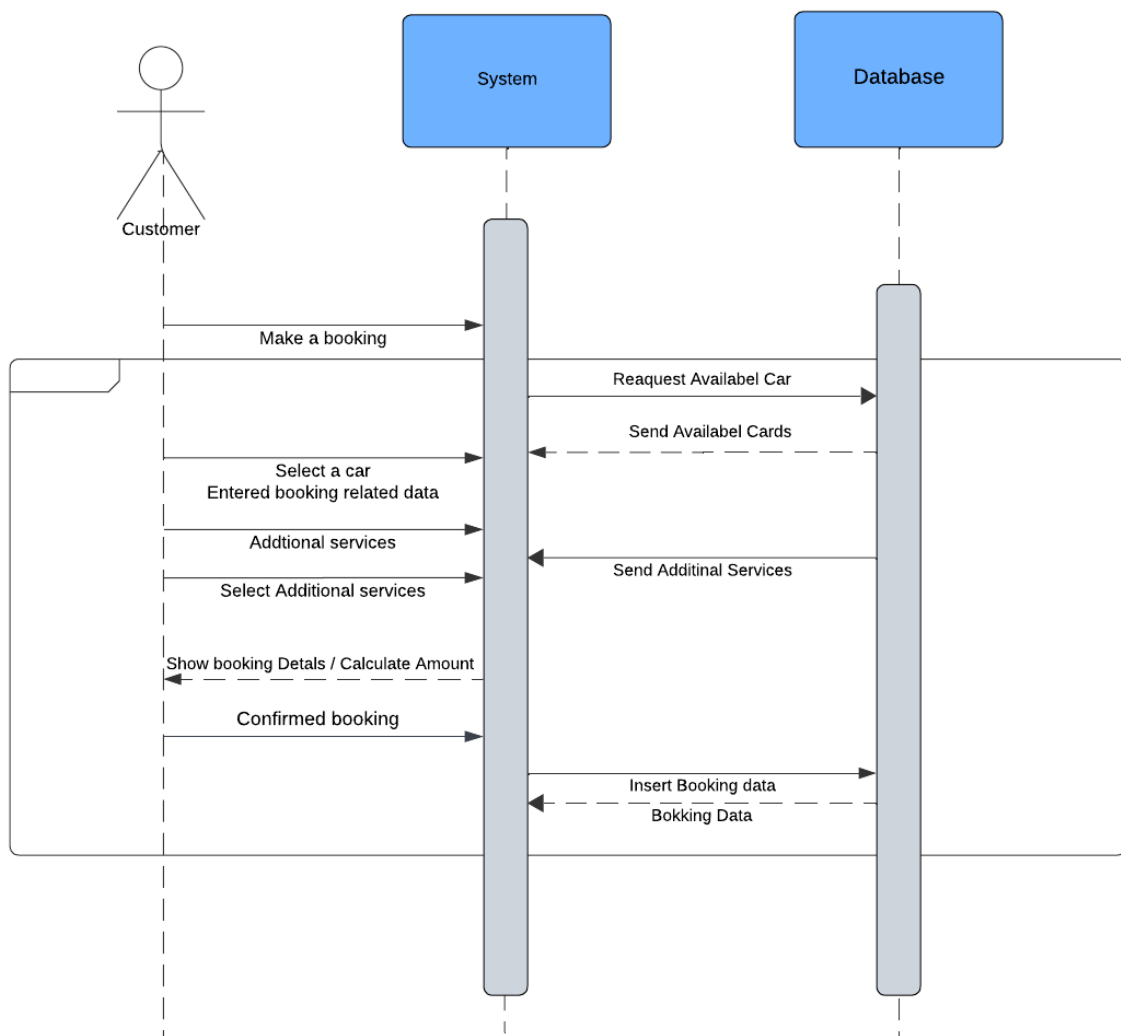 System
Database
Customer
Make a booking
Reaquest Availabel Car
Send Availabel Cards
Select a car
Entered booking related data
Addtional services
Send Additinal Services
Select Additional services
Show booking Detals / Calculate Amount
Confirmed booking
Insert Booking data
Bokking Data